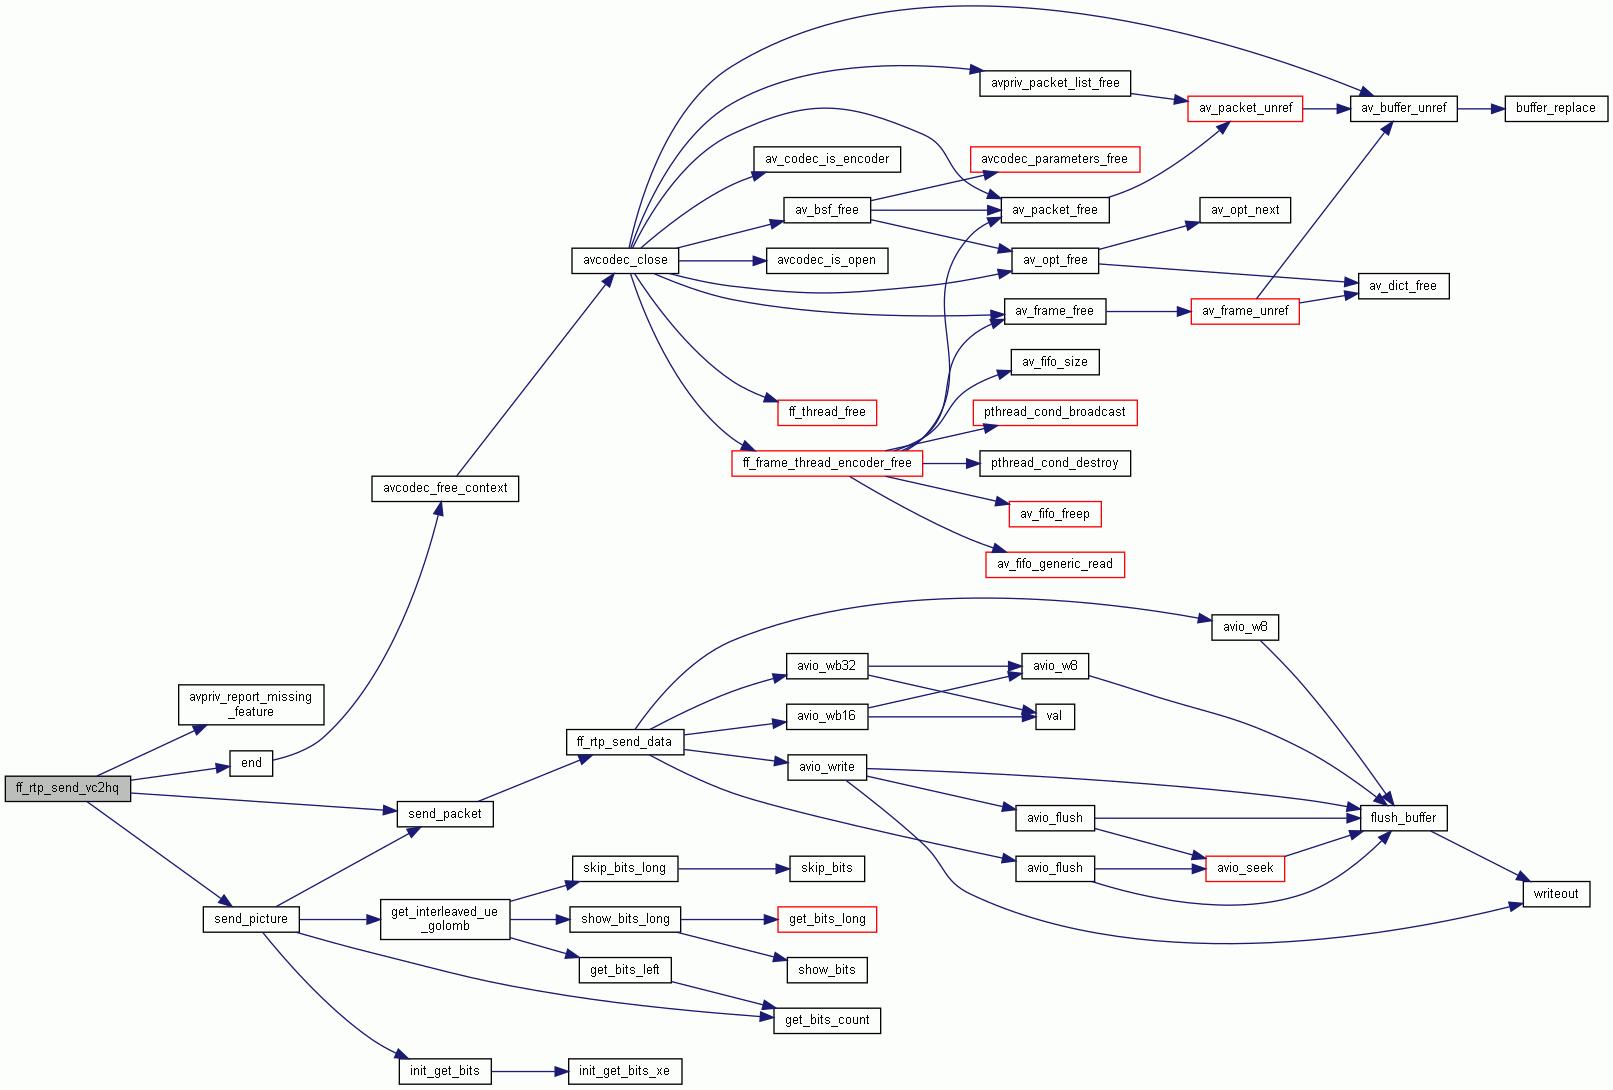 avpriv_packet_list_free
av_packet_unref
av_buffer_unref
buffer_replace
av_codec_is_encoder
avcodec_parameters_free
av_bsf_free
av_packet_free
av_opt_next
avcodec_close
avcodec_is_open
av_opt_free
av_dict_free
av_frame_free
av_frame_unref
av_fifo_size
ff_thread_free
pthread_cond_broadcast
ff_frame_thread_encoder_free
pthread_cond_destroy
avcodec_free_context
av_fifo_freep
av_fifo_generic_read
avio_w8
avio_wb32
avio_w8
avpriv_report_missing
_feature
avio_wb16
val
ff_rtp_send_data
end
avio_write
ff_rtp_send_vc2hq
send_packet
avio_flush
flush_buffer
skip_bits_long
skip_bits
avio_flush
avio_seek
writeout
send_picture
get_interleaved_ue
_golomb
show_bits_long
get_bits_long
get_bits_left
show_bits
get_bits_count
init_get_bits
init_get_bits_xe